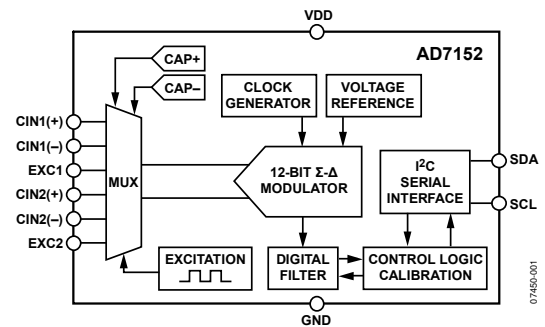 VDD
AD7152
CAP+
CAP–
CLOCK
GENERATOR
VOLTAGE
REFERENCE
CIN1(+)
CIN1(–)
EXC1
CIN2(+)
CIN2(–)
EXC2
MUX
12-BIT Σ-Δ
MODULATOR
I²C
SERIAL
INTERFACE
SDA
SCL
EXCITATION
DIGITAL
FILTER
CONTROL LOGIC
CALIBRATION
GND
07450-001